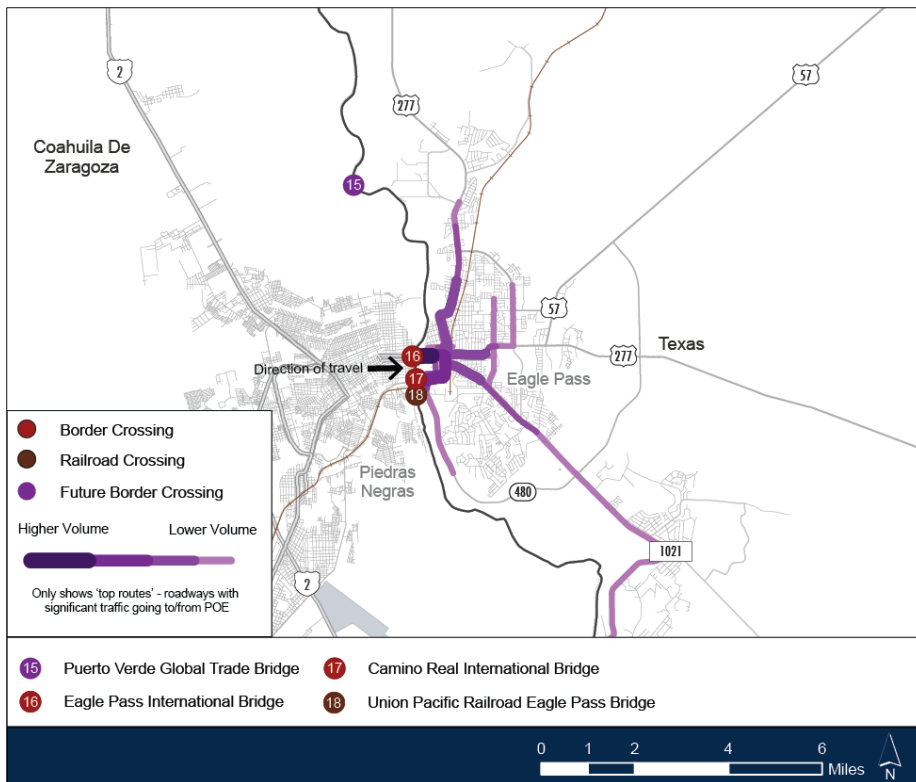 2
277
57
Coahuila De
Zaragoza
15
57
Texas
277
16
Direction of travel
17
Eagle Pass
18
Piedras
Negras
480
1021
2
Border Crossing
Railroad Crossing
Future Border Crossing
Higher Volume
Lower Volume
Only shows 'top routes' - roadways with
significant traffic going to/from POE
15 Puerto Verde Global Trade Bridge
17 Camino Real International Bridge
16 Eagle Pass International Bridge
18 Union Pacific Railroad Eagle Pass Bridge
0 1 2 4 6
Miles
N